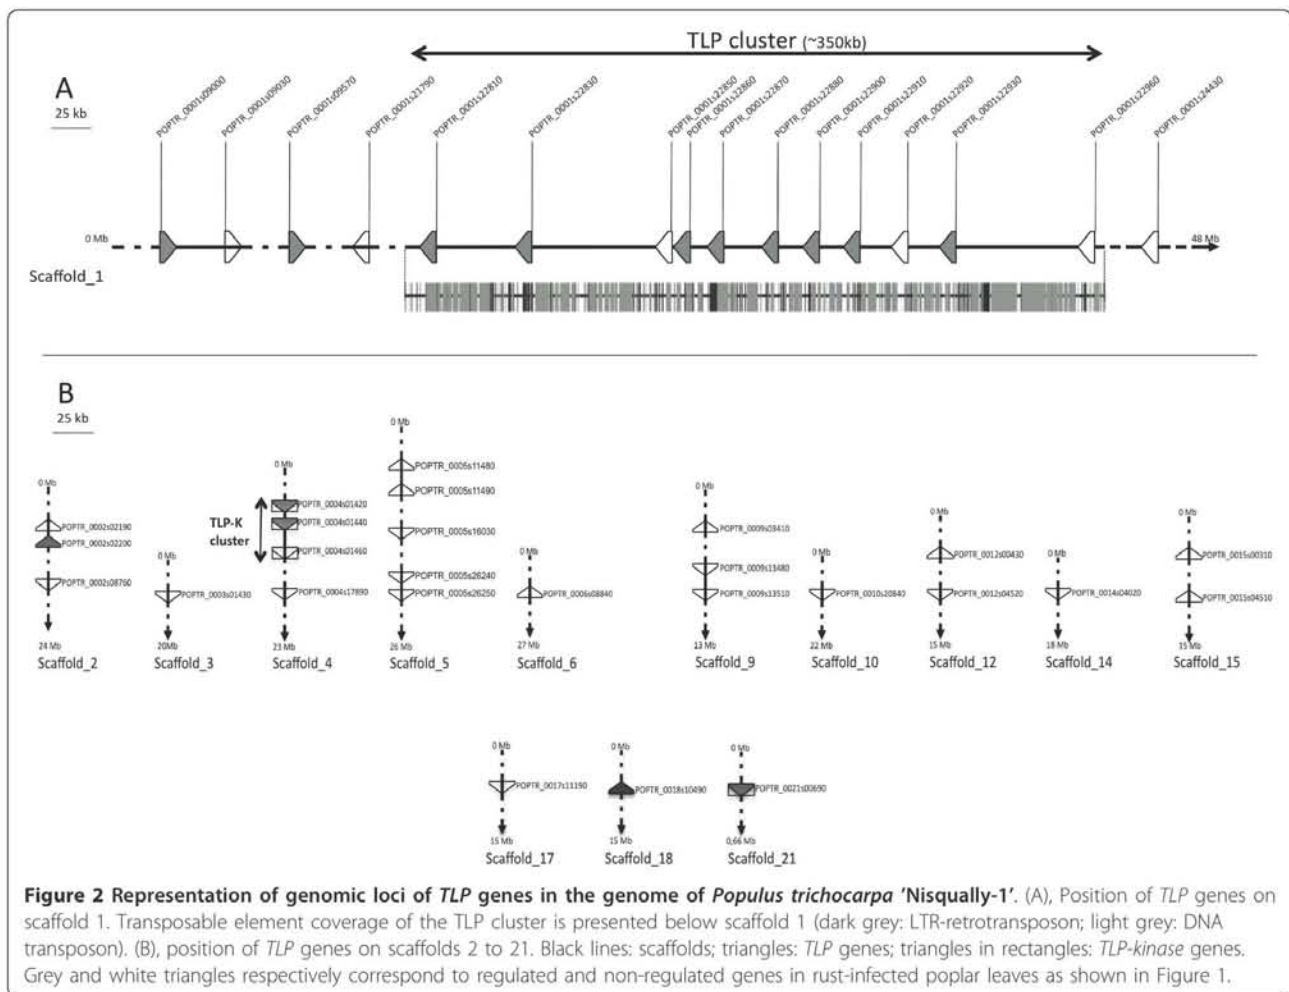 TLP cluster (~350kb)
A
25 kb
POPTR_0001s09000
POPTR_0001s09030
POPTR_0001s09570
POPTR_0001s21790
POPTR_0001s22810
POPTR_0001s22830
POPTR_0001s22850
POPTR_0001s22860
POPTR_0001s22870
POPTR_0001s22880
POPTR_0001s22900
POPTR_0001s22910
POPTR_0001s22920
POPTR_0001s22930
POPTR_0001s22960
POPTR_0001s24430
0 Mb
48 Mb
Scaffold_1
B
25 kb
0 Mb
POPTR_0002s02190
POPTR_0002s02200
POPTR_0002s08790
24 Mb
Scaffold_2
0 Mb
POPTR_0003s01430
20Mb
Scaffold_3
0 Mb
TLP-K
cluster
POPTR_0004s01420
POPTR_0004s01440
POPTR_0004s01460
POPTR_0004s17890
23 Mb
Scaffold_4
0 Mb
POPTR_0005s11480
POPTR_0005s11490
POPTR_0005s16030
POPTR_0005s26240
POPTR_0005s26250
26 Mb
Scaffold_5
0 Mb
POPTR_0006s08840
27 Mb
Scaffold_6
0 Mb
POPTR_0009s03410
POPTR_0009s13480
POPTR_0009s13510
13 Mb
Scaffold_9
0 Mb
POPTR_0010s20840
22 Mb
Scaffold_10
0 Mb
POPTR_0012s00430
POPTR_0012s04520
15 Mb
Scaffold_12
0 Mb
POPTR_0014s04020
18 Mb
Scaffold_14
0 Mb
POPTR_0015s00310
POPTR_0015s04510
15 Mb
Scaffold_15
0 Mb
POPTR_0017s11190
15 Mb
Scaffold_17
0 Mb
POPTR_0018s10490
15 Mb
Scaffold_18
0 Mb
POPTR_0021s00690
0,66 Mb
Scaffold_21
Figure 2 Representation of genomic loci of TLP genes in the genome of Populus trichocarpa 'Nisqually-1'. (A), Position of TLP genes on
scaffold 1. Transposable element coverage of the TLP cluster is presented below scaffold 1 (dark grey: LTR-retrotransposon; light grey: DNA
transposon). (B), position of TLP genes on scaffolds 2 to 21. Black lines: scaffolds; triangles: TLP genes; triangles in rectangles: TLP-kinase genes.
Grey and white triangles respectively correspond to regulated and non-regulated genes in rust-infected poplar leaves as shown in Figure 1.